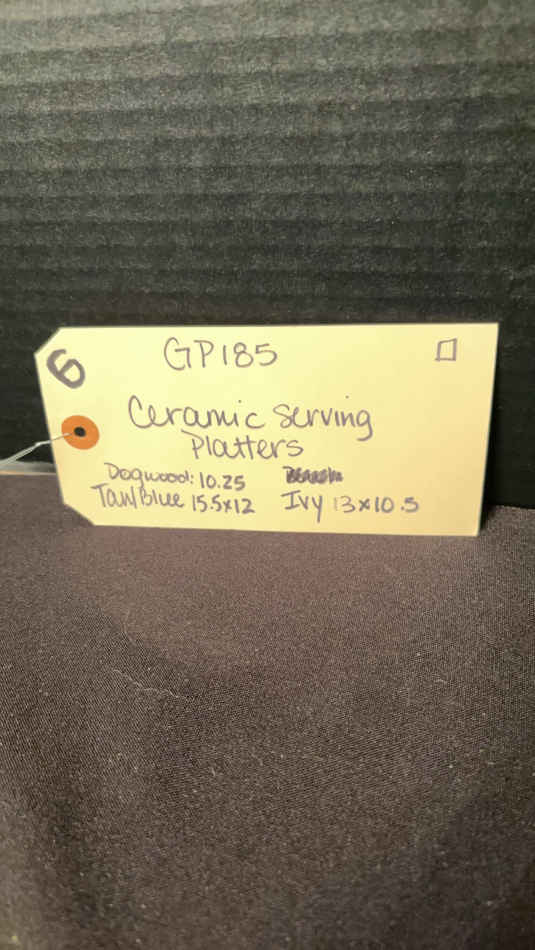 6
GP185
Ceramic Serving
Platters
Dogwood: 10.25
Tan/Blue 15.5x12 Ivy 13x10.5